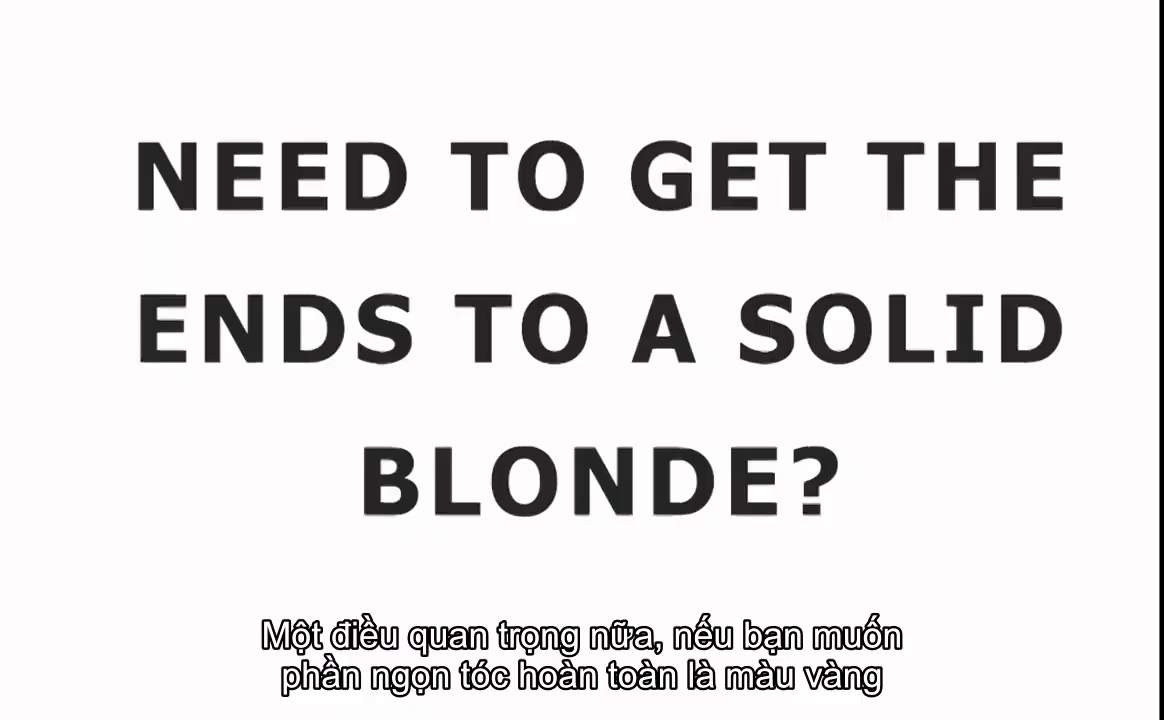 NEED TO GET THE
ENDS TO A SOLID
BLONDE?
Một điều quan trọng nữa, nếu bạn muốn
phần ngọn tóc hoàn toàn là màu vàng